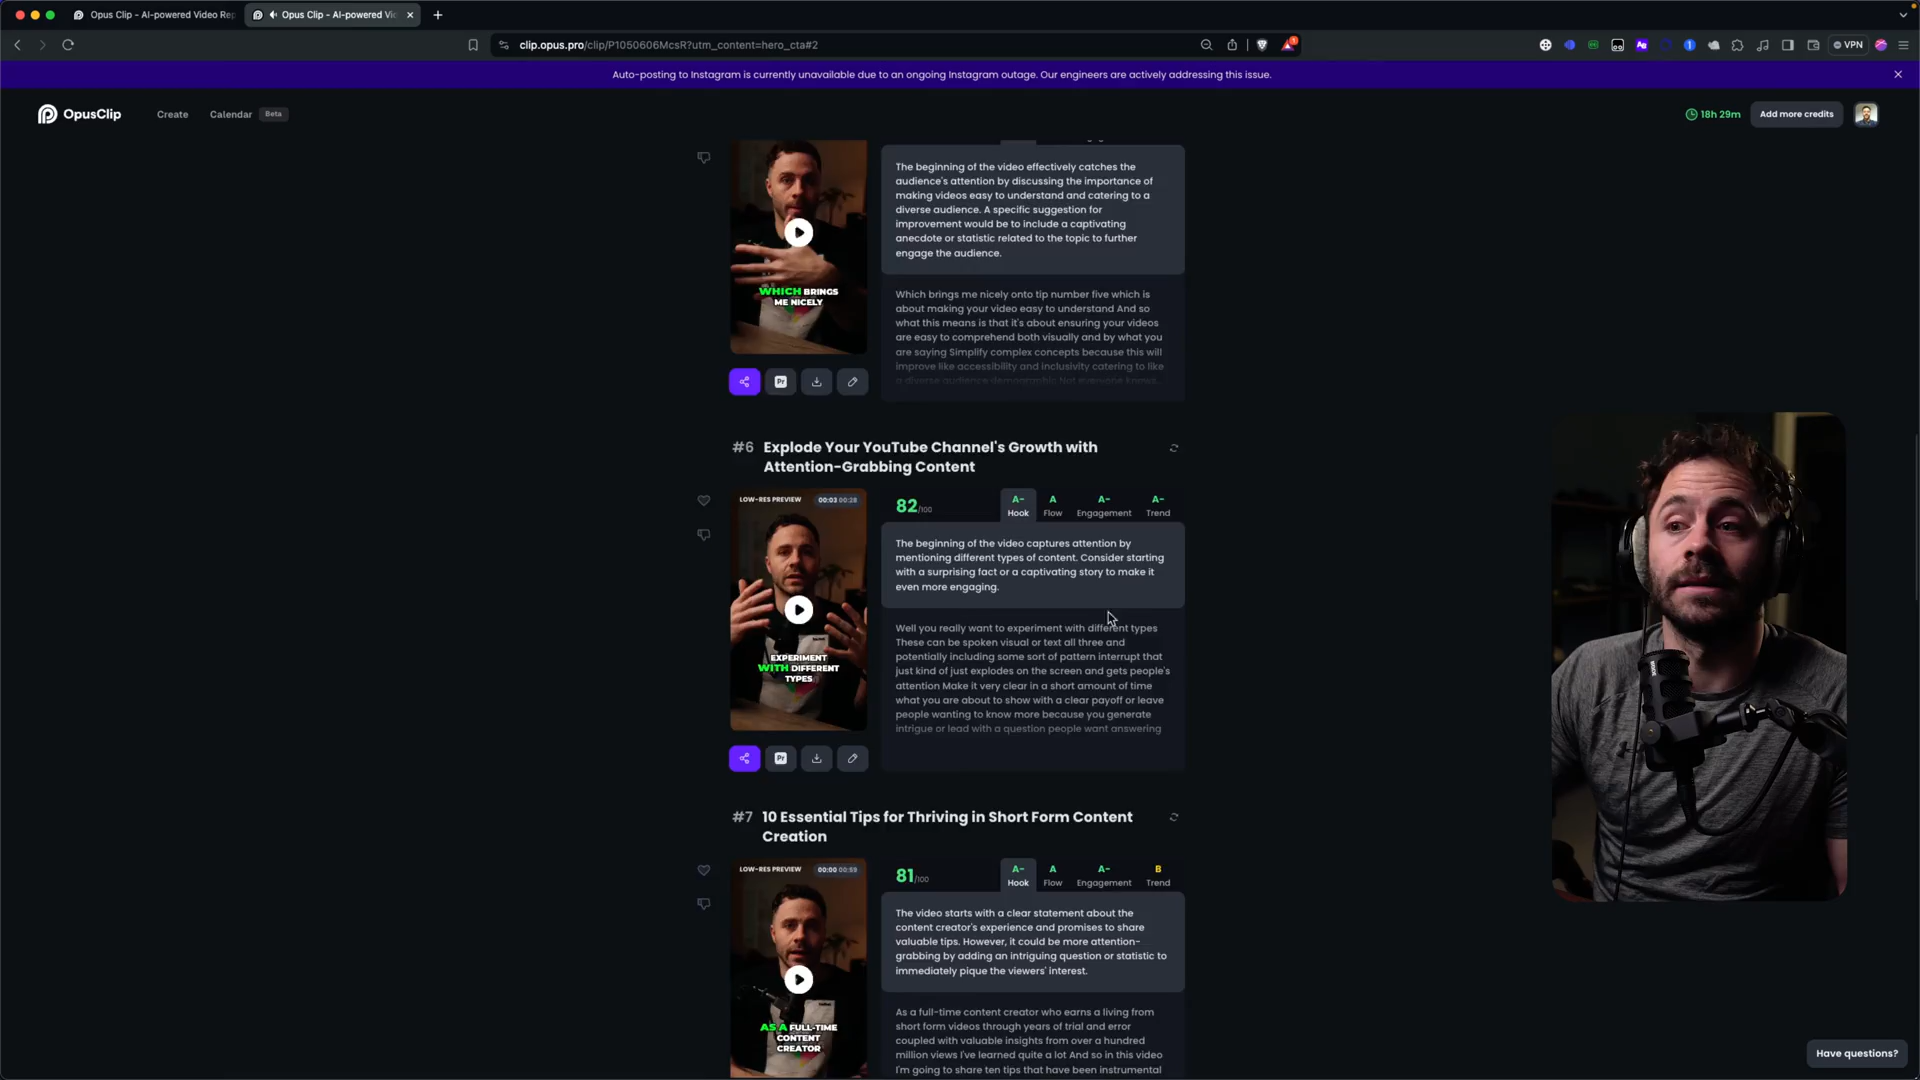 Opus Clip - AI-powered Video Rep
Opus Clip - AI-powered Vi
clip.opus.pro/clip/P1050606McsR?utm_content=hero_cta#2
VPN
Auto-posting to Instagram is currently unavailable due to an ongoing Instagram outage. Our engineers are actively addressing this issue.
OpusClip
Create
Calendar
Beta
18h 29m
Add more credits
WHICH BRINGS
ME NICELY
Pr
The beginning of the video effectively catches the
audience's attention by discussing the importance of
making videos easy to understand and catering to a
diverse audience. A specific suggestion for
improvement would be to include a captivating
anecdote or statistic related to the topic to further
engage the audience.
Which brings me nicely onto tip number five which is
about making your video easy to understand And so
what this means is that it's about ensuring your videos
are easy to comprehend both visually and by what you
are saying Simplify complex concepts because this will
improve like accessibility and inclusivity catering to like
a diverse audience demographic Not everyone knows...
#6 Explode Your YouTube Channel's Growth with
Attention-Grabbing Content
LOW-RES PREVIEW 00:03 00:28
EXPERIMENT
WITH DIFFERENT
TYPES
Pr
82/100
A- Hook
A Flow
A- Engagement
A- Trend
The beginning of the video captures attention by
mentioning different types of content. Consider starting
with a surprising fact or a captivating story to make it
even more engaging.
Well you really want to experiment with different types
These can be spoken visual or text all three and
potentially including some sort of pattern interrupt that
just kind of just explodes on the screen and gets people's
attention Make it very clear in a short amount of time
what you are about to show with a clear payoff or leave
people wanting to know more because you generate
intrigue or lead with a question people want answering
#7 10 Essential Tips for Thriving in Short Form Content
Creation
LOW-RES PREVIEW 00:00 00:59
AS A FULL-TIME
CONTENT
CREATOR
81/100
A- Hook
A Flow
A- Engagement
B Trend
The video starts with a clear statement about the
content creator's experience and promises to share
valuable tips. However, it could be more attention-
grabbing by adding an intriguing question or statistic to
immediately pique the viewers' interest.
As a full-time content creator who earns a living from
short form videos through years of trial and error
coupled with valuable insights from over a hundred
million views I've learned quite a lot And so in this video
I'm going to share ten tips that have been instrumental
Have questions?